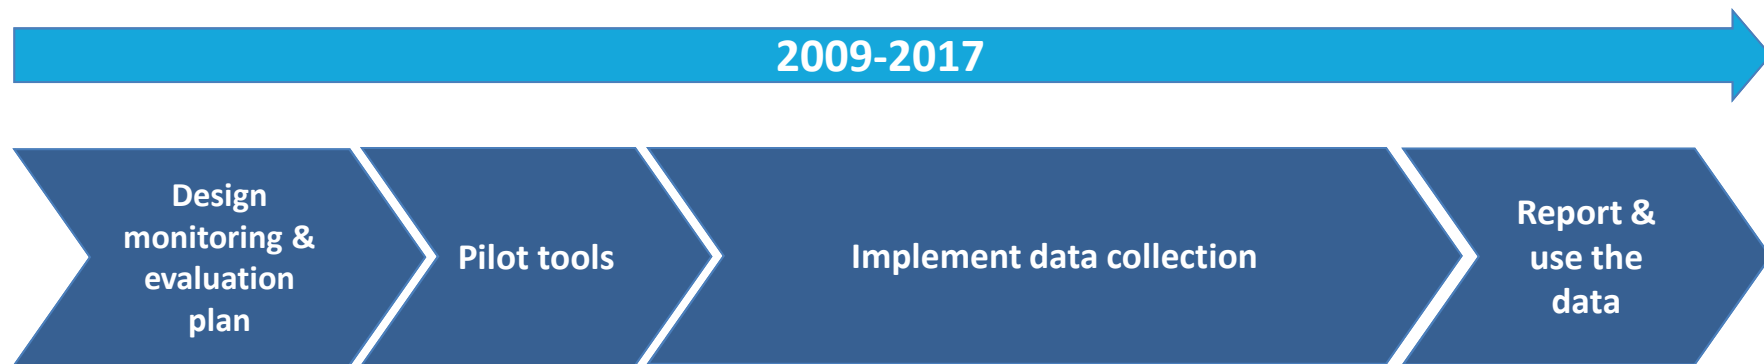 2009-2017
Design
monitoring &
evaluation
plan
Pilot tools
Implement data collection
Report &
use the
data